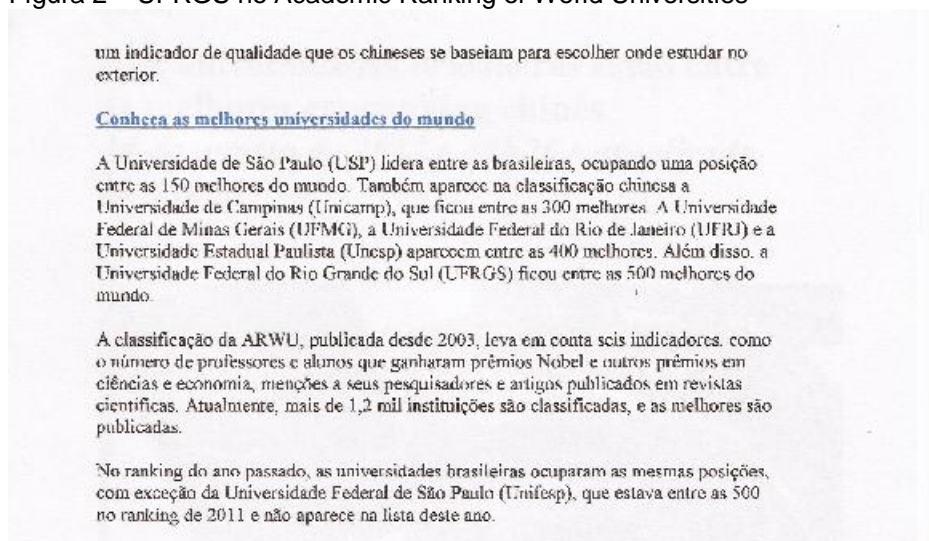 Figura 2 – UFRGS no Academic Ranking of World Universities
um indicador de qualidade que os chineses se baseiam para escolher onde estudar no
exterior.
Conheça as melhores universidades do mundo
A Universidade de São Paulo (USP) lidera entre as brasileiras, ocupando uma posição
entre as 150 melhores do mundo. Também aparece na classificação chinesa a
Universidade de Campinas (Unicamp), que ficou entre as 300 melhores. A Universidade
Federal de Minas Gerais (UFMG), a Universidade Federal do Rio de Janeiro (UFRJ) e a
Universidade Estadual Paulista (Unesp) aparecem entre as 400 melhores. Além disso, a
Universidade Federal do Rio Grande do Sul (UFRGS) ficou entre as 500 melhores do
mundo.
A classificação da ARWU, publicada desde 2003, leva em conta seis indicadores, como
o número de professores e alunos que ganharam prêmios Nobel e outros prêmios em
ciências e economia, menções a seus pesquisadores e artigos publicados em revistas
científicas. Atualmente, mais de 1,2 mil instituições são classificadas, e as melhores são
publicadas.
No ranking do ano passado, as universidades brasileiras ocuparam as mesmas posições,
com exceção da Universidade Federal de São Paulo (Unifesp), que estava entre as 500
no ranking de 2011 e não aparece na lista deste ano.